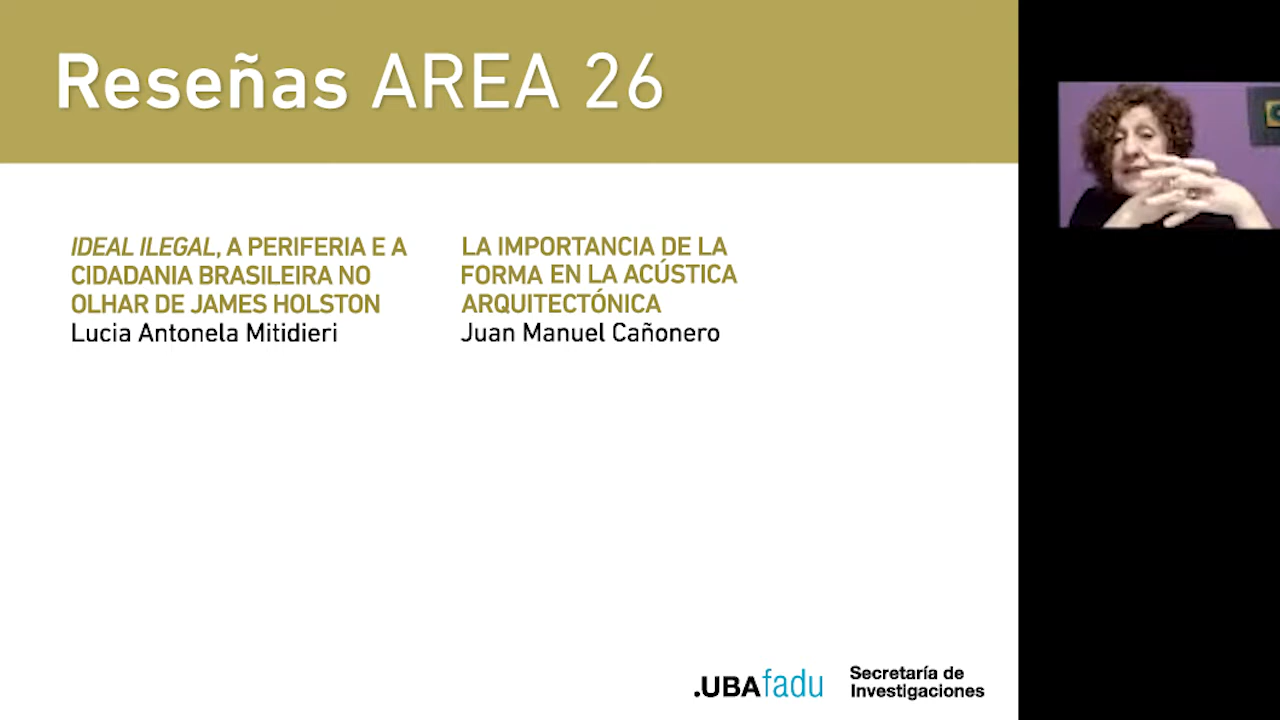 Reseñas AREA 26
IDEAL ILEGAL, A PERIFERIA E A
CIDADANIA BRASILEIRA NO
OLHAR DE JAMES HOLSTON
Lucia Antonela Mitidieri
LA IMPORTANCIA DE LA
FORMA EN LA ACÚSTICA
ARQUITECTÓNICA
Juan Manuel Cañonero
.UBAfadu
Secretaría de
Investigaciones